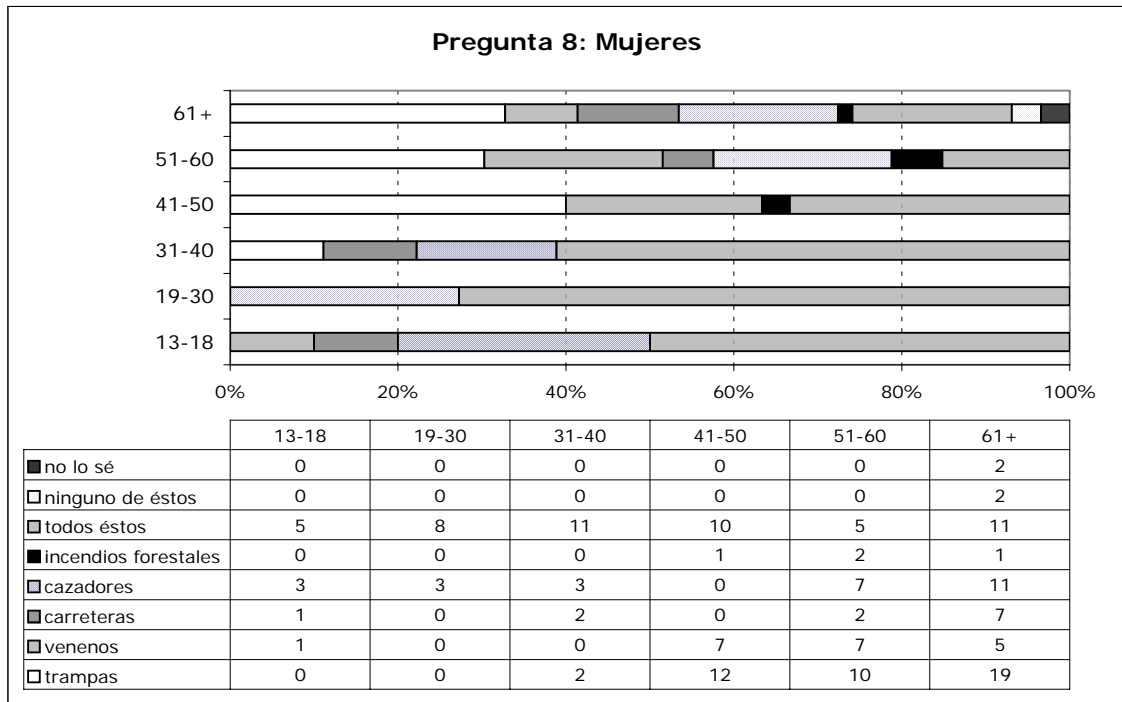 Pregunta 8: Mujeres
61+
51-60
41-50
31-40
19-30
13-18
0% 20% 40% 60% 80% 100%
13-18 19-30 31-40 41-50 51-60 61+
no lo sé 0 0 0 0 0 2
ninguno de éstos 0 0 0 0 0 2
todos éstos 5 8 11 10 5 11
incendios forestales 0 0 0 1 2 1
cazadores 3 3 3 0 7 11
carreteras 1 0 2 0 2 7
venenos 1 0 0 7 7 5
trampas 0 0 2 12 10 19